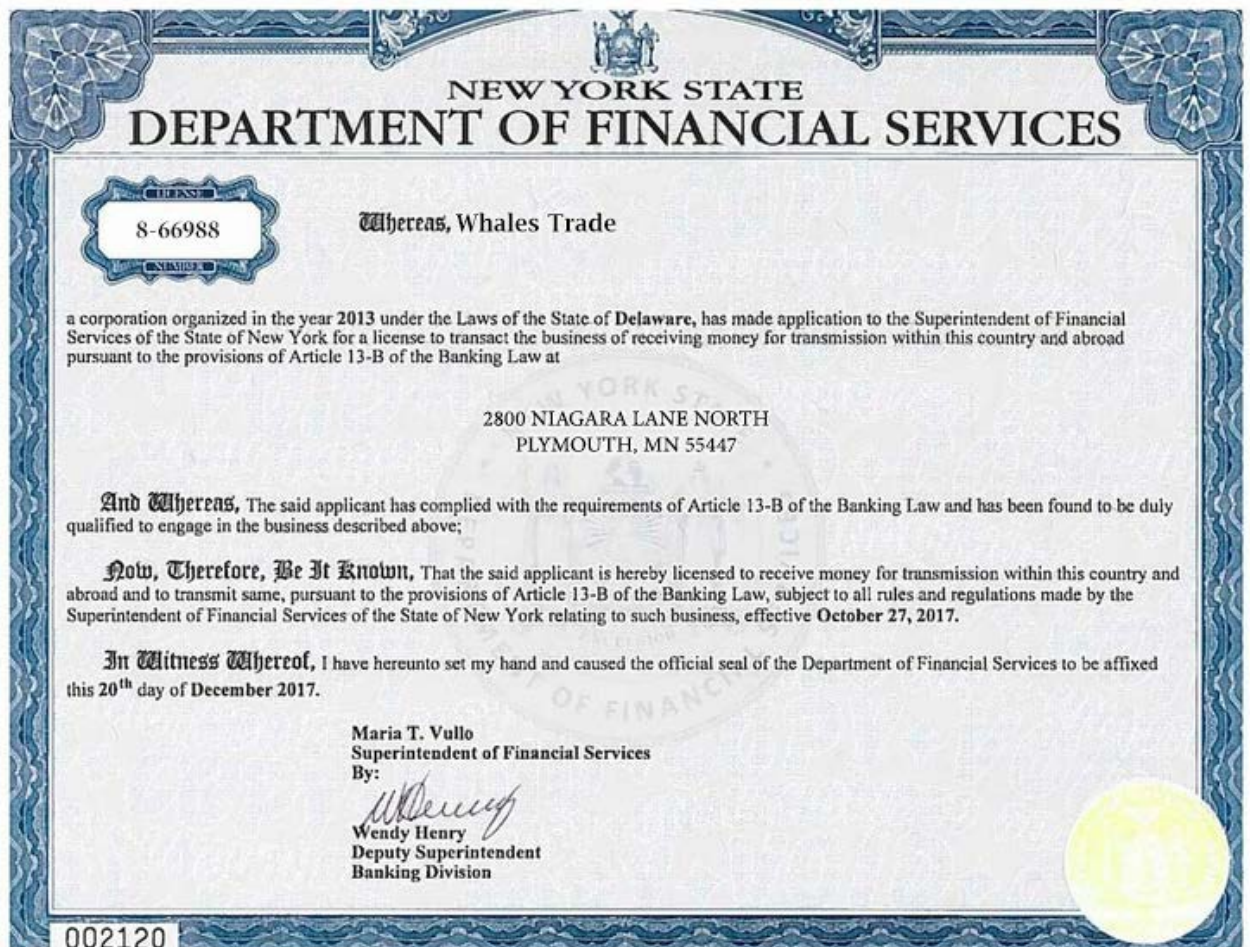 NEW YORK STATE
DEPARTMENT OF FINANCIAL SERVICES
LICENSE
8-66988
NUMBER
Whereas, Whales Trade
a corporation organized in the year 2013 under the Laws of the State of Delaware, has made application to the Superintendent of Financial
Services of the State of New York for a license to transact the business of receiving money for transmission within this country and abroad
pursuant to the provisions of Article 13-B of the Banking Law at
2800 NIAGARA LANE NORTH
PLYMOUTH, MN 55447
And Whereas, The said applicant has complied with the requirements of Article 13-B of the Banking Law and has been found to be duly
qualified to engage in the business described above;
Now, Therefore, Be It Known, That the said applicant is hereby licensed to receive money for transmission within this country and
abroad and to transmit same, pursuant to the provisions of Article 13-B of the Banking Law, subject to all rules and regulations made by the
Superintendent of Financial Services of the State of New York relating to such business, effective October 27, 2017.
In Witness Whereof, I have hereunto set my hand and caused the official seal of the Department of Financial Services to be affixed
this 20th day of December 2017.
Maria T. Vullo
Superintendent of Financial Services
By:
Wendy Henry
Deputy Superintendent
Banking Division
002120